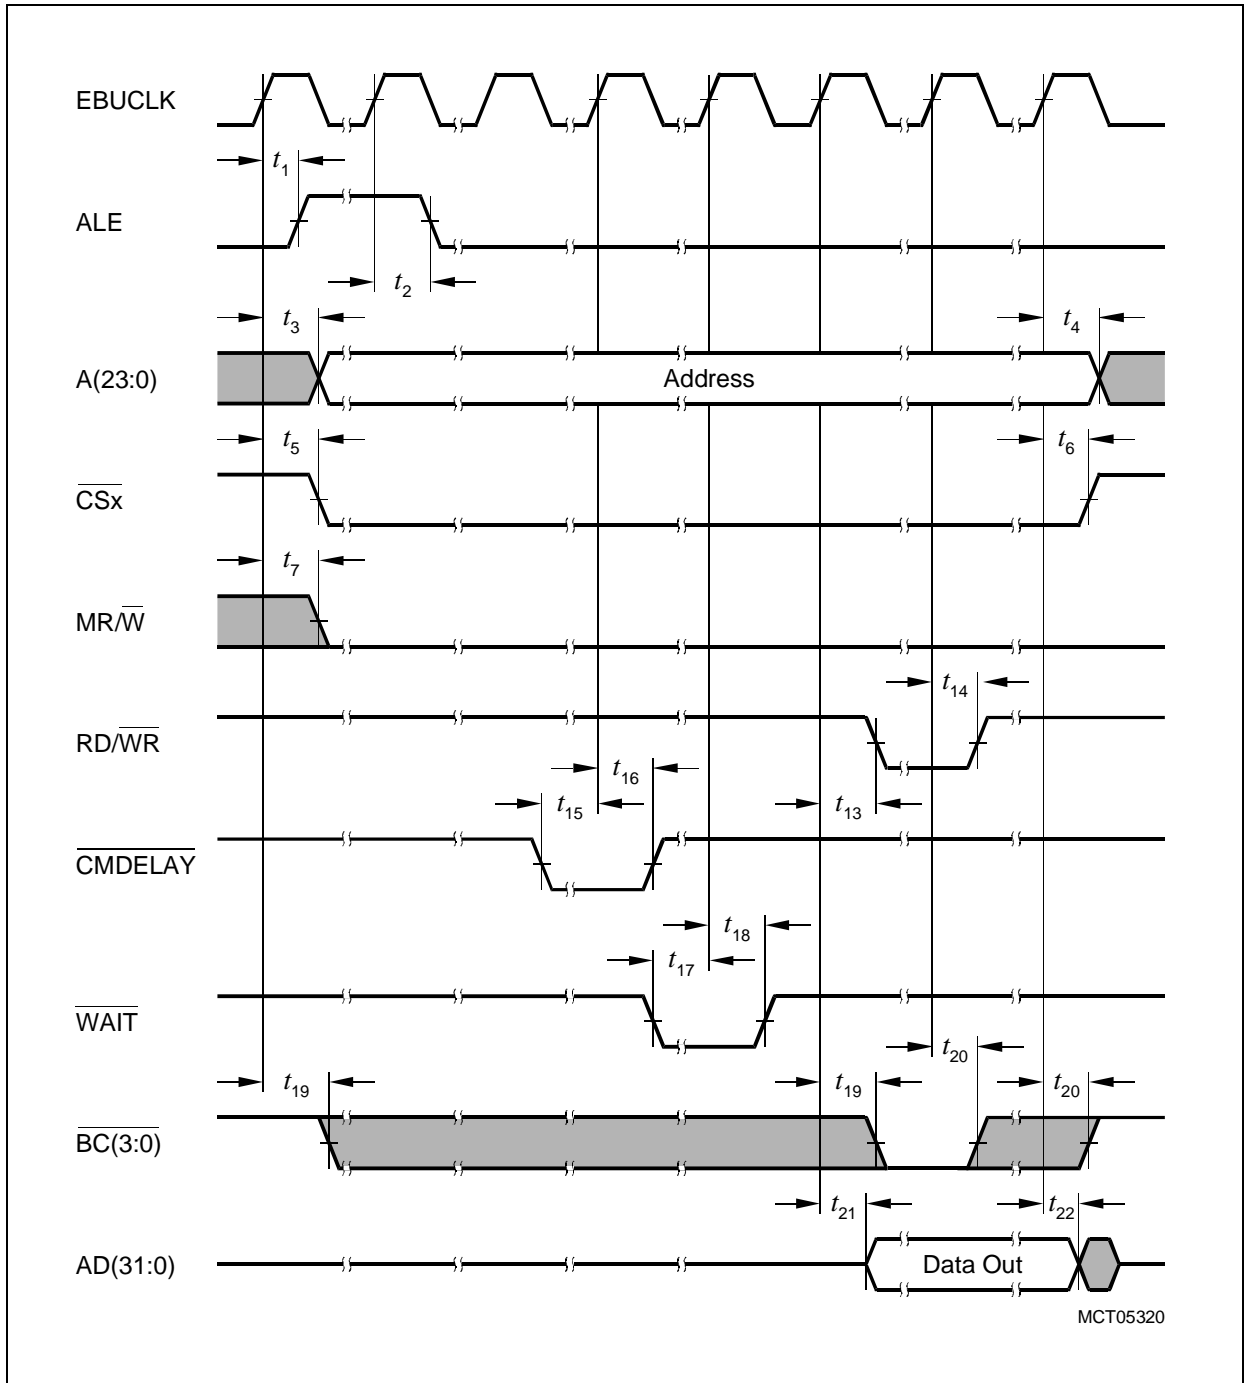 EBUCLK
t1
ALE
t2
t3 t4
A(23:0) Address
t5 t6
CSx
t7
MR/W
t14
RD/WR
t16
t15 t13
CMDELAY
t18
t17
WAIT
t20
t19 t19 t20
BC(3:0)
t21 t22
AD(31:0) Data Out
MCT05320